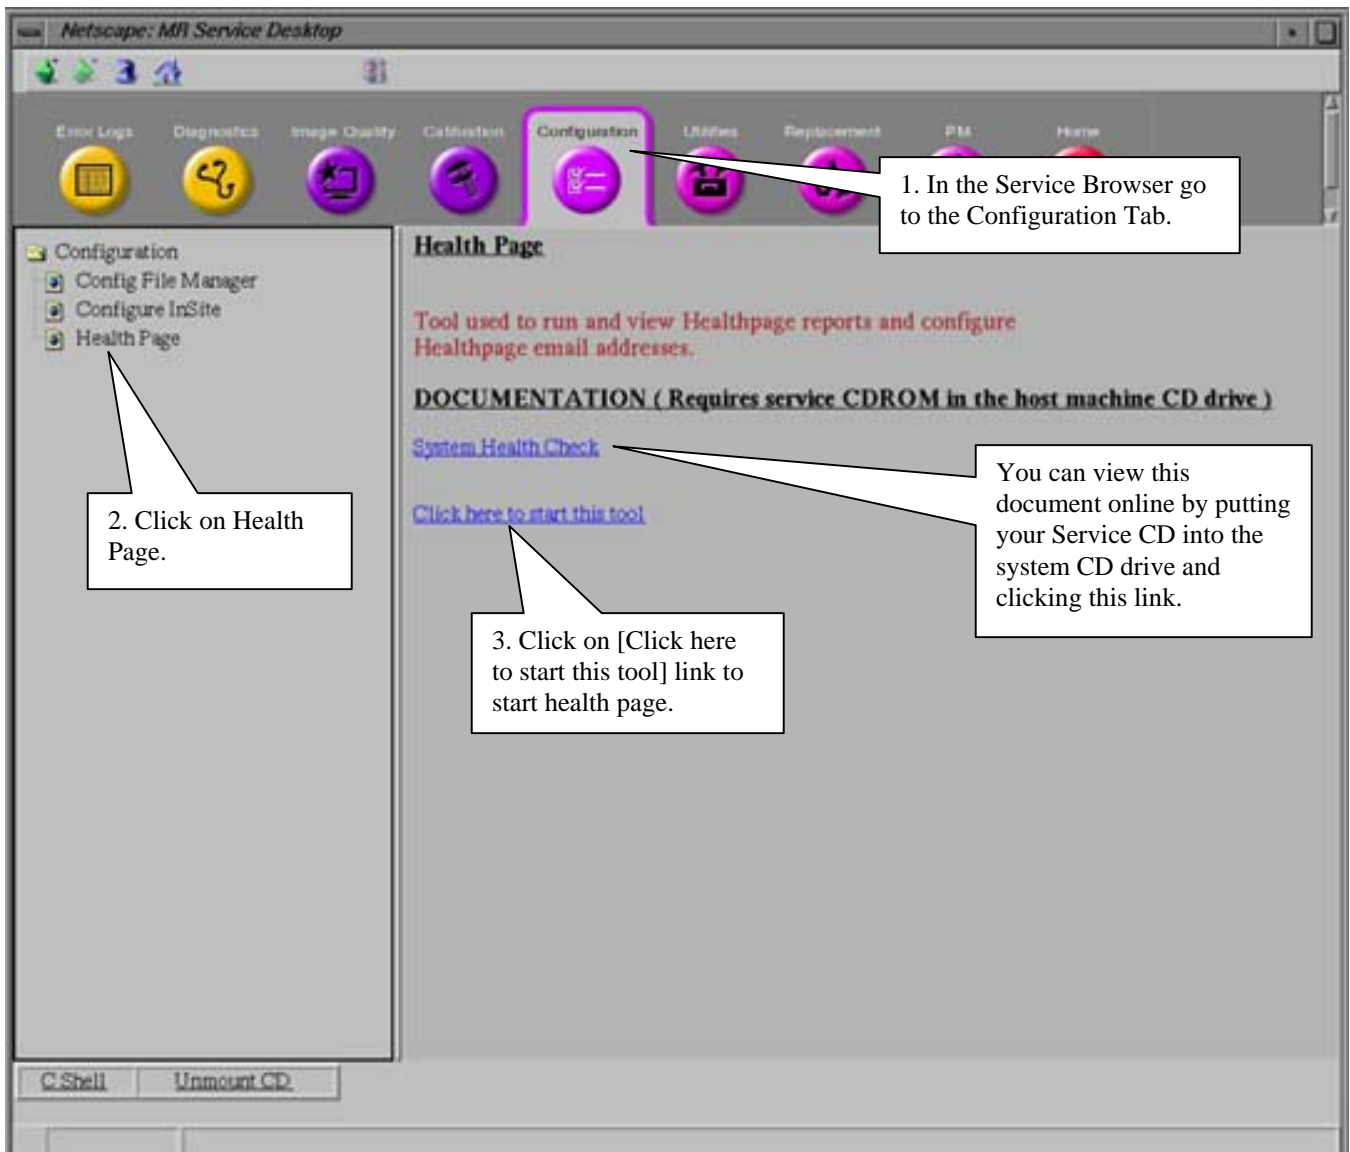 Netscape: MR Service Desktop
Error Logs Diagnostics Image Quality Calibration Configuration Utilities Replacement PM Home
1. In the Service Browser go
to the Configuration Tab.
Configuration
Config File Manager
Configure InSite
Health Page
Health Page
Tool used to run and view Healthpage reports and configure
Healthpage email addresses.
DOCUMENTATION ( Requires service CDROM in the host machine CD drive )
System Health Check
You can view this
document online by putting
your Service CD into the
system CD drive and
clicking this link.
Click here to start this tool
2. Click on Health
Page.
3. Click on [Click here
to start this tool] link to
start health page.
C Shell Unmount CD